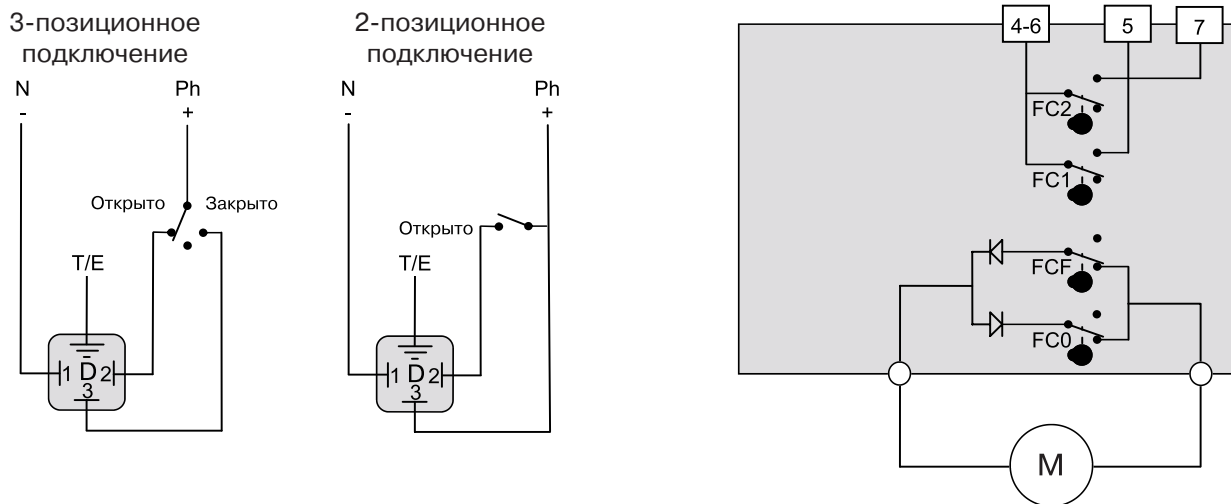 3-позиционное
подключение
N
Ph
-
+
Открыто
Закрыто
T/E
1 D 2
3
2-позиционное
подключение
N
Ph
-
+
Открыто
T/E
1 D 2
3
4-6
5
7
FC2
FC1
FCF
FC0
M